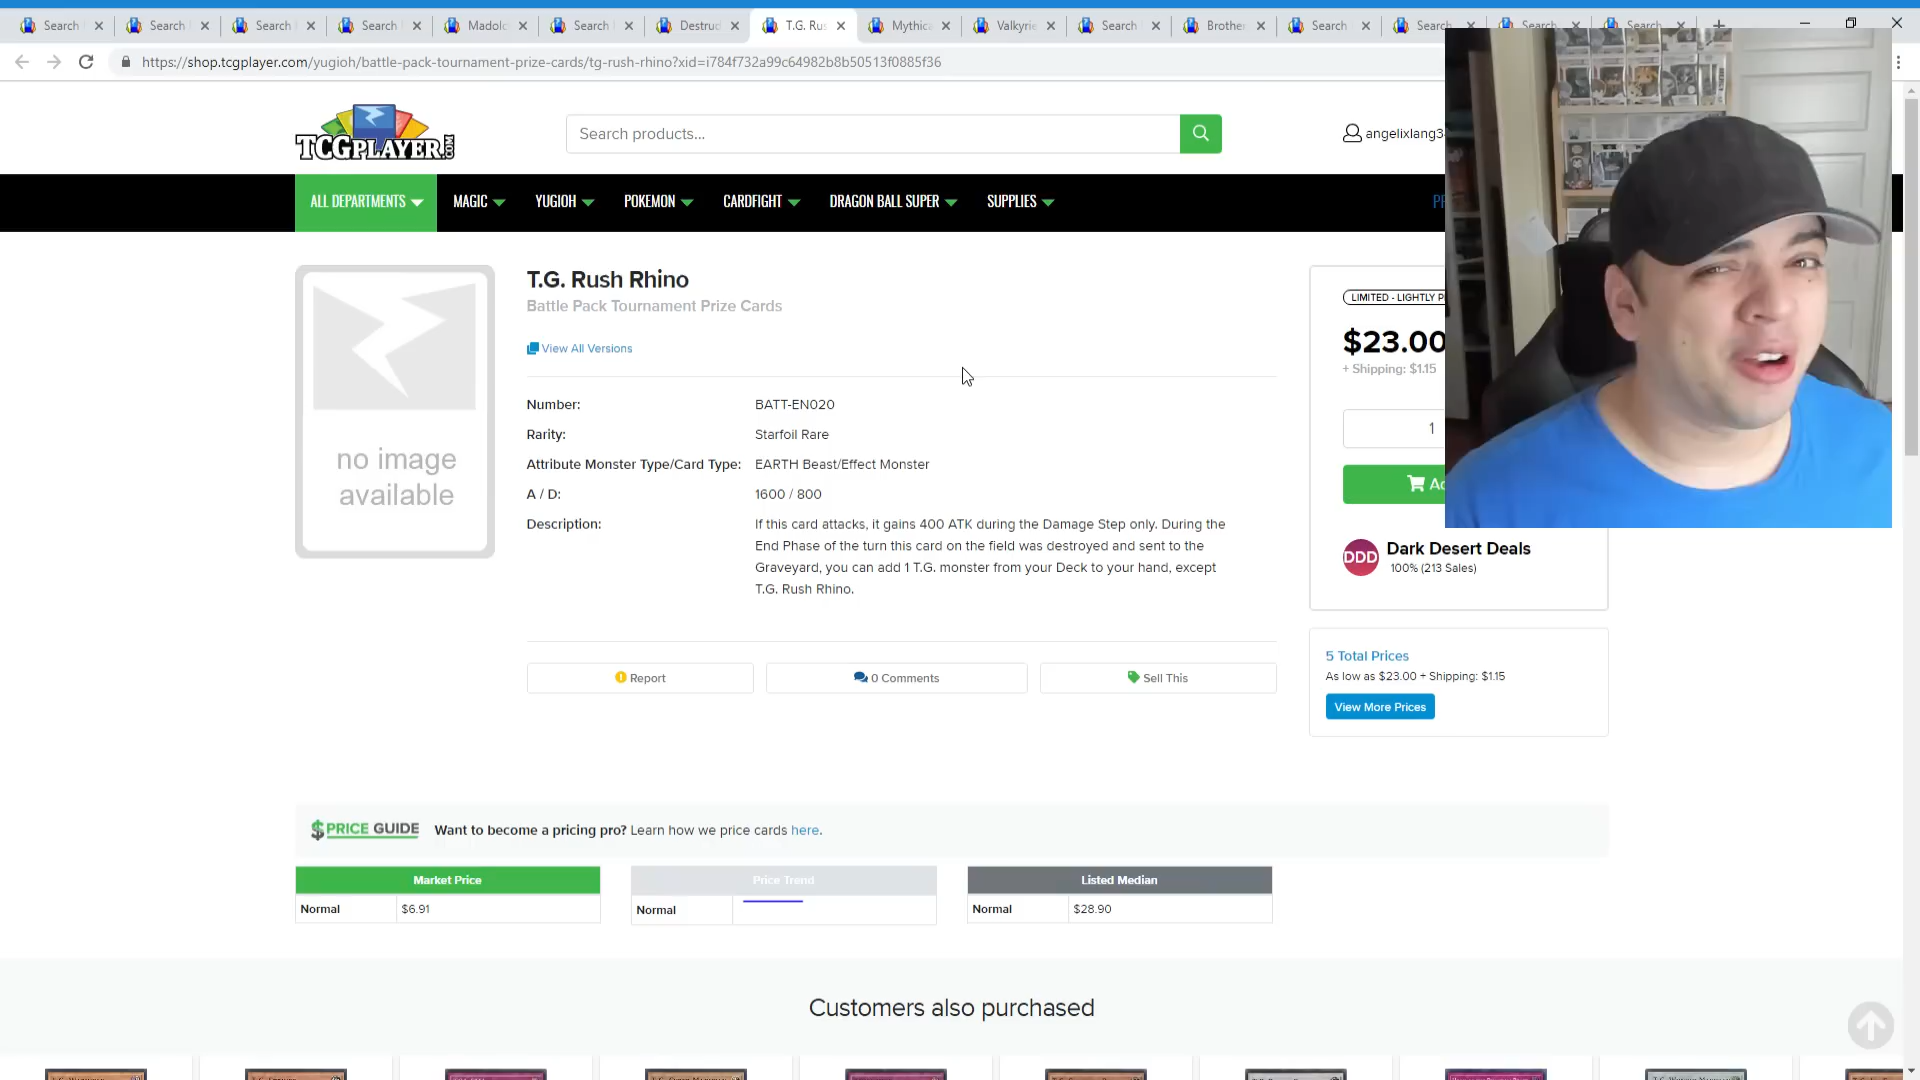 Search
Search
Search
Search
Madolc
Search
Destruc
T.G. Rus
Mythica
Valkyrie
Search
Brother
Search
Search
Search
Search
https://shop.tcgplayer.com/yugioh/battle-pack-tournament-prize-cards/tg-rush-rhino?xid=i784f732a99c64982b8b50513f0885f36
TCGPLAYER.COM
Search products...
angelixlang3
ALL DEPARTMENTS
MAGIC
YUGIOH
POKEMON
CARDFIGHT
DRAGON BALL SUPER
SUPPLIES
no image
available
T.G. Rush Rhino
Battle Pack Tournament Prize Cards
View All Versions
Number: BATT-EN020
Rarity: Starfoil Rare
Attribute Monster Type/Card Type: EARTH Beast/Effect Monster
A / D: 1600 / 800
Description: If this card attacks, it gains 400 ATK during the Damage Step only. During the
End Phase of the turn this card on the field was destroyed and sent to the
Graveyard, you can add 1 T.G. monster from your Deck to your hand, except
T.G. Rush Rhino.
Report
0 Comments
Sell This
LIMITED - LIGHTLY P
$23.00
+ Shipping: $1.15
1
DDD
Dark Desert Deals
100% (213 Sales)
5 Total Prices
As low as $23.00 + Shipping: $1.15
View More Prices
$PRICE GUIDE Want to become a pricing pro? Learn how we price cards here.
Market Price
Normal $6.91
Price Trend
Normal
Listed Median
Normal $28.90
Customers also purchased